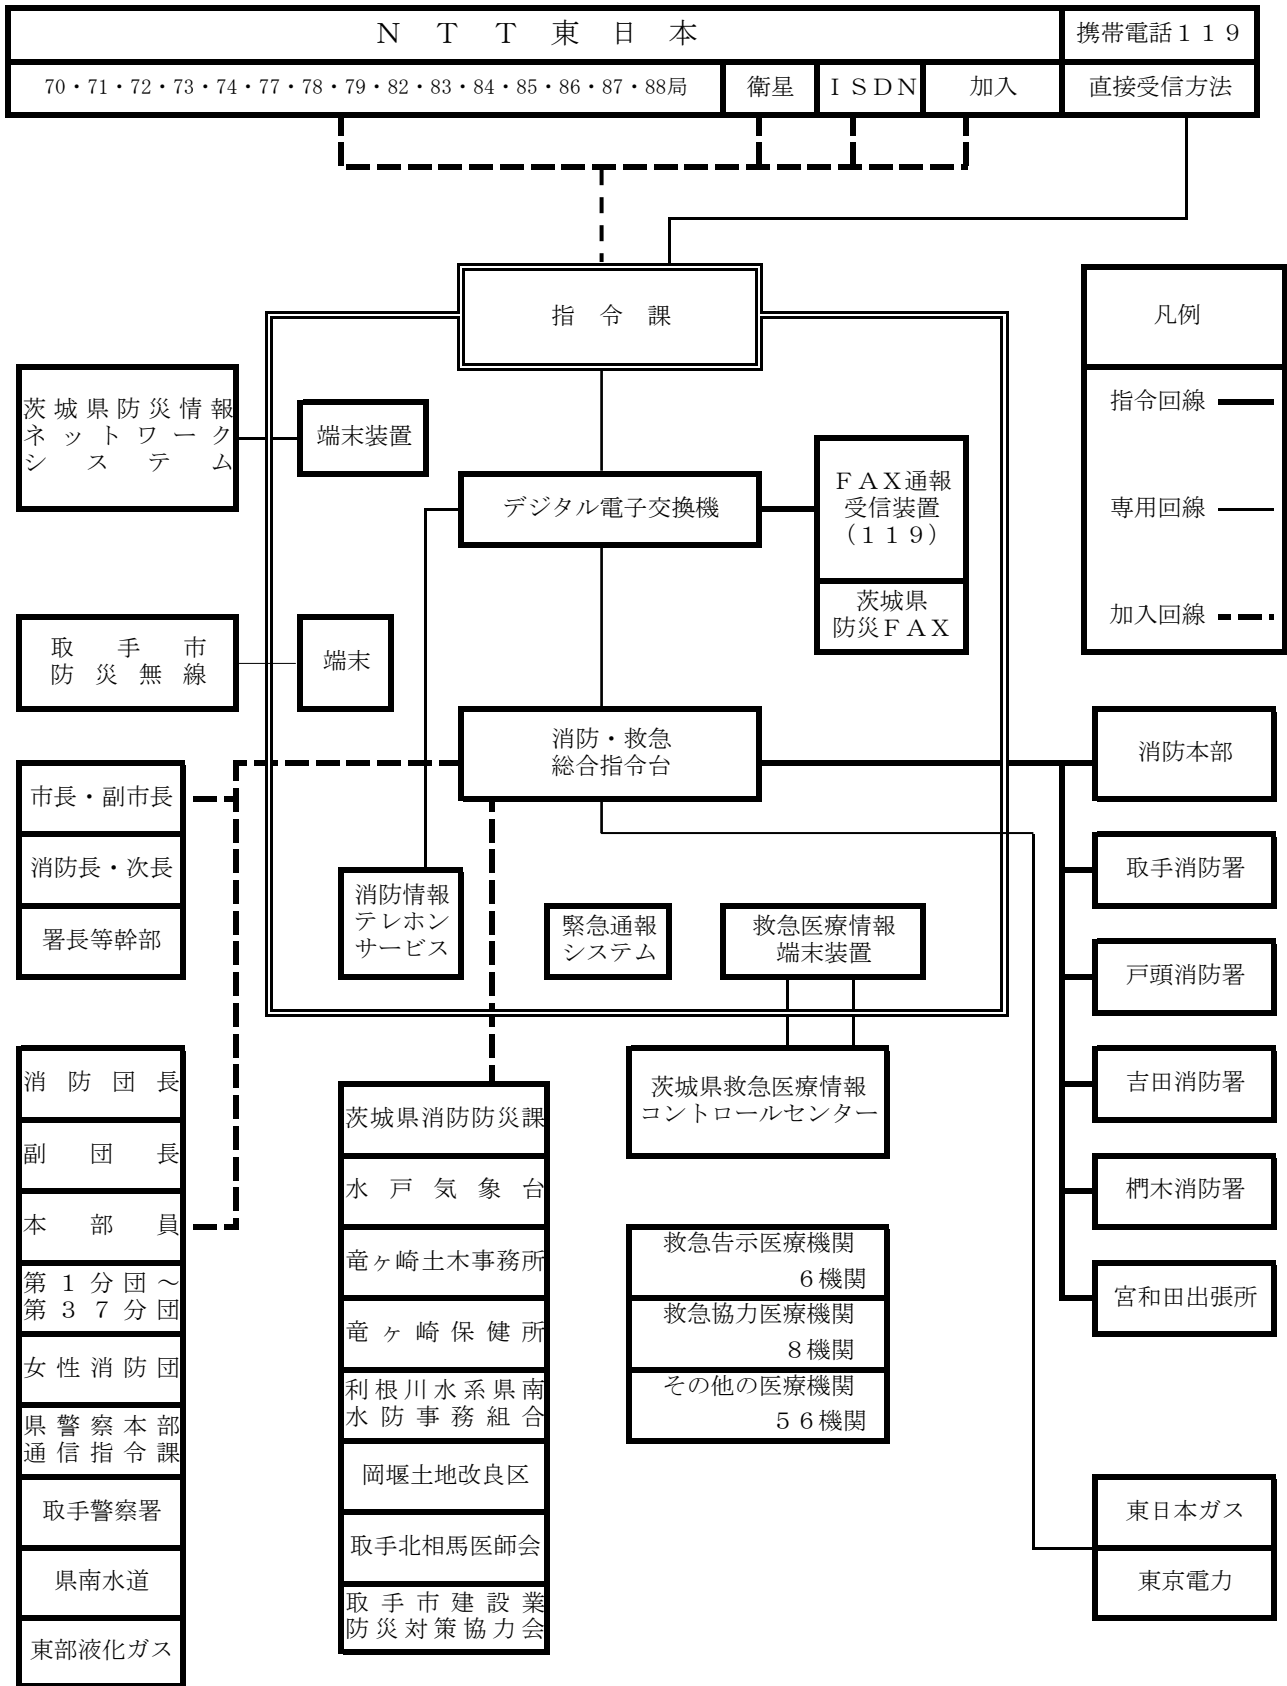 ＮＴＴ東日本
携帯電話１１９
70・71・72・73・74・77・78・79・82・83・84・85・86・87・88局
衛星
ＩＳＤＮ
加入
直接受信方法
指令課
凡例
指令回線
専用回線
加入回線
茨城県防災情報
ネットワーク
システム
端末装置
デジタル電子交換機
ＦＡＸ通報
受信装置
（１１９）
茨城県
防災ＦＡＸ
取手市
防災無線
端末
消防・救急
総合指令台
消防本部
市長・副市長
消防長・次長
署長等幹部
取手消防署
戸頭消防署
吉田消防署
椚木消防署
宮和田出張所
消防情報
テレホン
サービス
緊急通報
システム
救急医療情報
端末装置
消防団長
副団長
本部員
第１分団～
第３７分団
女性消防団
県警察本部
通信指令課
取手警察署
県南水道
東部液化ガス
茨城県消防防災課
水戸気象台
竜ヶ崎土木事務所
竜ヶ崎保健所
利根川水系県南
水防事務組合
岡堰土地改良区
取手北相馬医師会
取手市建設業
防災対策協力会
茨城県救急医療情報
コントロールセンター
救急告示医療機関
６機関
救急協力医療機関
８機関
その他の医療機関
５６機関
東日本ガス
東京電力